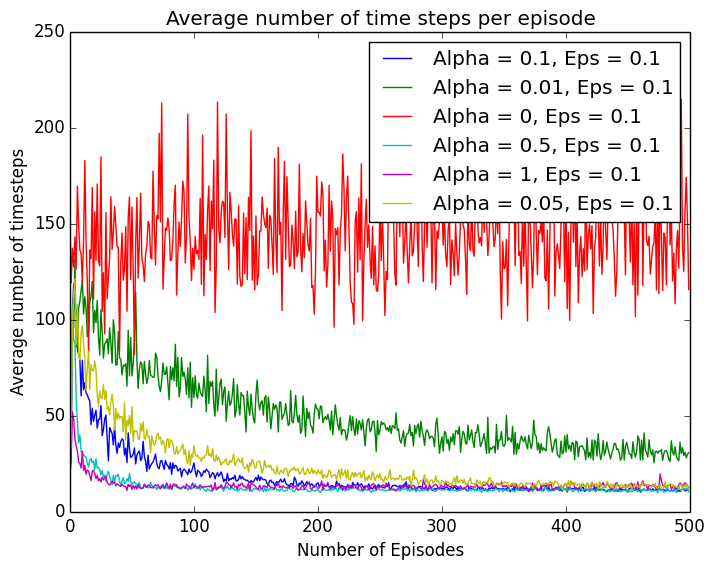 Average number of time steps per episode
250
200
150
100
50
0
Average number of timesteps
Alpha = 0.1, Eps = 0.1
Alpha = 0.01, Eps = 0.1
Alpha = 0, Eps = 0.1
Alpha = 0.5, Eps = 0.1
Alpha = 1, Eps = 0.1
Alpha = 0.05, Eps = 0.1
0 100 200 300 400 500
Number of Episodes